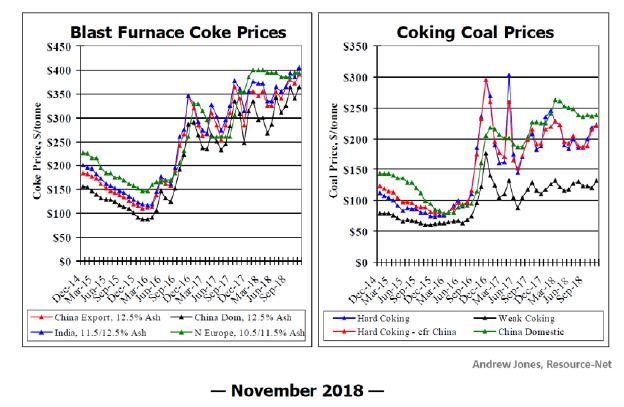 Blast Furnace Coke Prices
Coke Price, $/tonne
$450
$400
$350
$300
$250
$200
$150
$100
$50
$0
Dec-14
Mar-15
Jun-15
Sep-15
Dec-15
Mar-16
Jun-16
Sep-16
Dec-16
Mar-17
Jun-17
Sep-17
Dec-17
Mar-18
Jun-18
Sep-18
China Export, 12.5% Ash
China Dom, 12.5% Ash
India, 11.5/12.5% Ash
N Europe, 10.5/11.5% Ash
Coking Coal Prices
Coal Price, $/tonne
$350
$300
$250
$200
$150
$100
$50
$0
Dec-14
Mar-15
Jun-15
Sep-15
Dec-15
Mar-16
Jun-16
Sep-16
Dec-16
Mar-17
Jun-17
Sep-17
Dec-17
Mar-18
Jun-18
Sep-18
Hard Coking
Weak Coking
Hard Coking - cfr China
China Domestic
Andrew Jones, Resource-Net
— November 2018 —